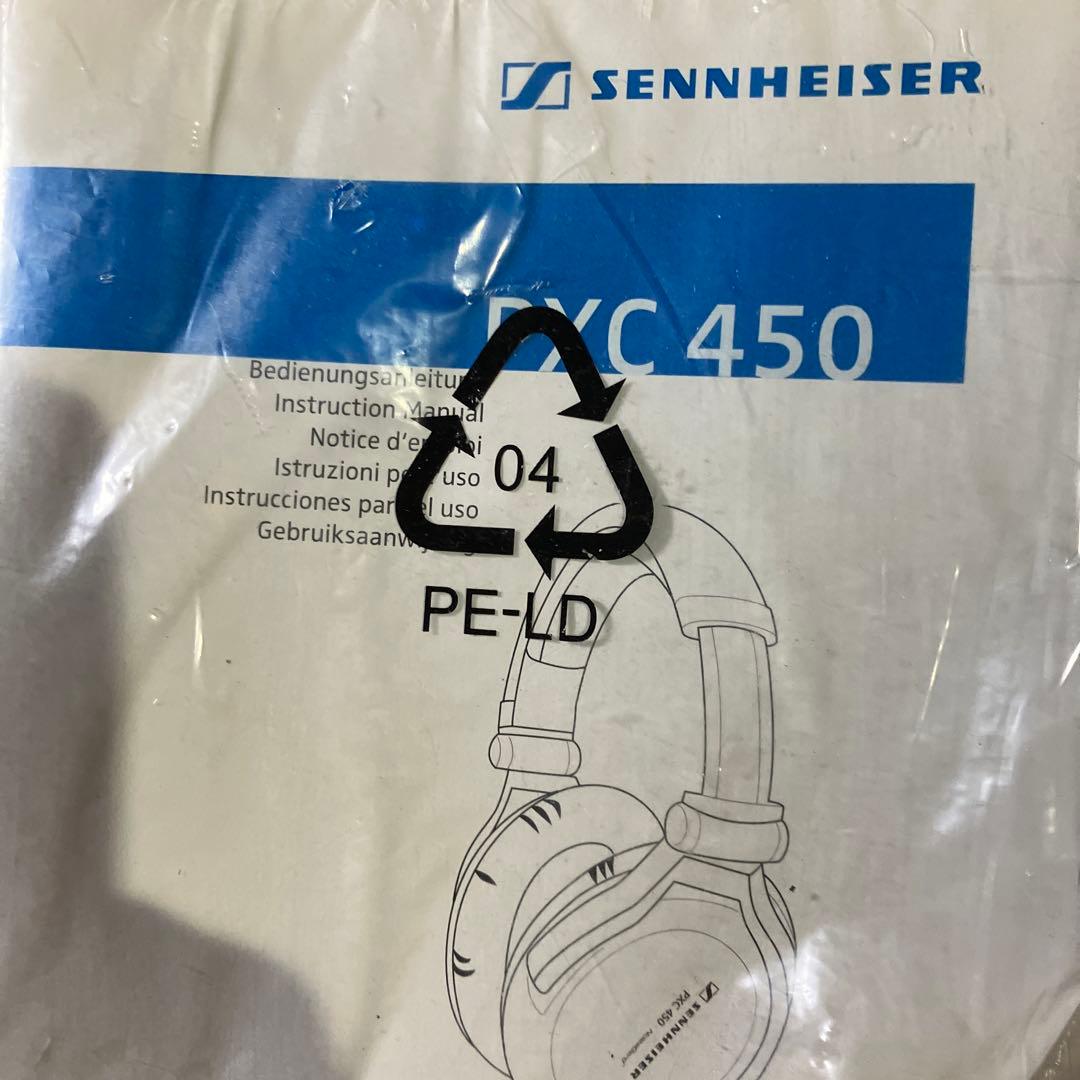 SENNHEISER
PXC 450
Bedienungsanleitung
Instruction Manual
Notice d'emploi
Istruzioni per l'uso
Instrucciones para el uso
Gebruiksaanwijzing
04
PE-LD
SENNHEISER
PXC 450 NoiseGard